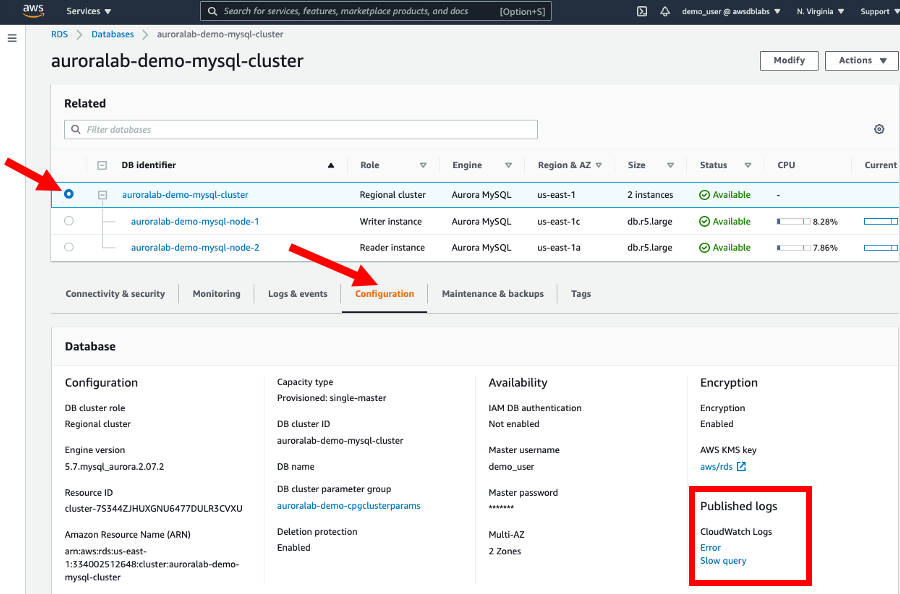 aws
Services
Search for services, features, marketplace products, and docs [Option+S]
demo_user @ awsdblabs
N. Virginia
Support
RDS Databases auroralab-demo-mysql-cluster
auroralab-demo-mysql-cluster
Modify
Actions
Related
Filter databases
DB identifier Role Engine Region & AZ Size Status CPU Current
auroralab-demo-mysql-cluster Regional cluster Aurora MySQL us-east-1 2 instances Available -
auroralab-demo-mysql-node-1 Writer instance Aurora MySQL us-east-1c db.r5.large Available 8.28%
auroralab-demo-mysql-node-2 Reader instance Aurora MySQL us-east-1a db.r5.large Available 7.86%
Connectivity & security Monitoring Logs & events Configuration Maintenance & backups Tags
Database
Configuration
DB cluster role
Regional cluster
Engine version
5.7.mysql_aurora.2.07.2
Resource ID
cluster-7S344ZJHUXGNU6477DULR3CVXU
Amazon Resource Name (ARN)
arn:aws:rds:us-east-
1:334002512648:cluster:auroralab-demo-
mysql-cluster
Capacity type
Provisioned: single-master
DB cluster ID
auroralab-demo-mysql-cluster
DB name
DB cluster parameter group
auroralab-demo-cpgclusterparams
Deletion protection
Enabled
Availability
IAM DB authentication
Not enabled
Master username
demo_user
Master password
*******
Multi-AZ
2 Zones
Encryption
Encryption
Enabled
AWS KMS key
aws/rds
Published logs
CloudWatch Logs
Error
Slow query